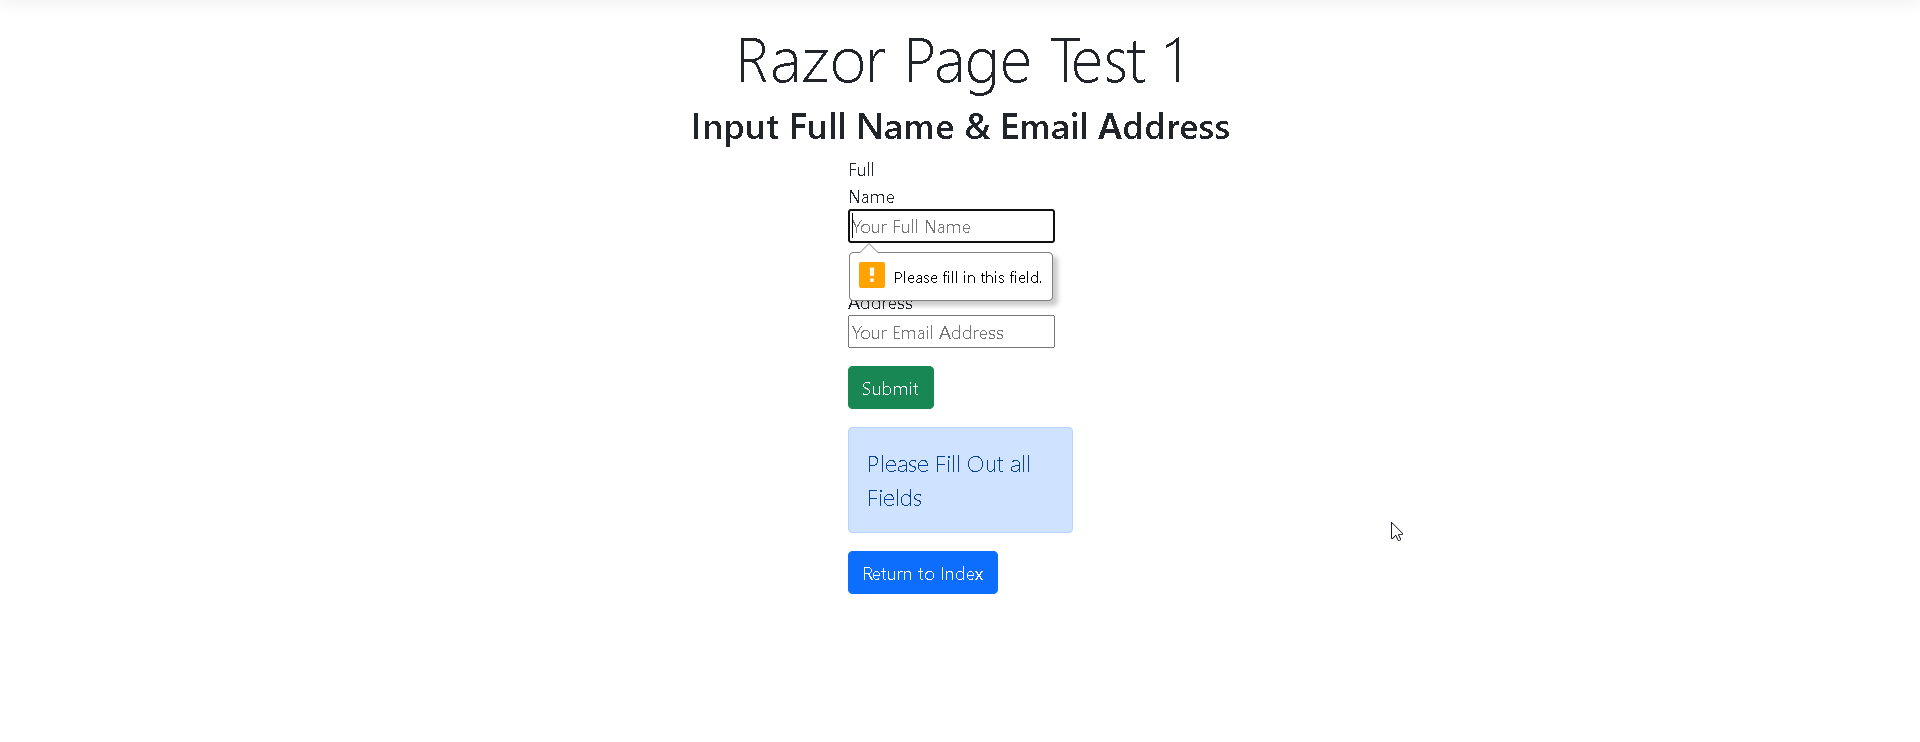 Razor Page Test 1
Input Full Name & Email Address
Full
Name
Your Full Name
Please fill in this field.
Address
Your Email Address
Submit
Please Fill Out all
Fields
Return to Index